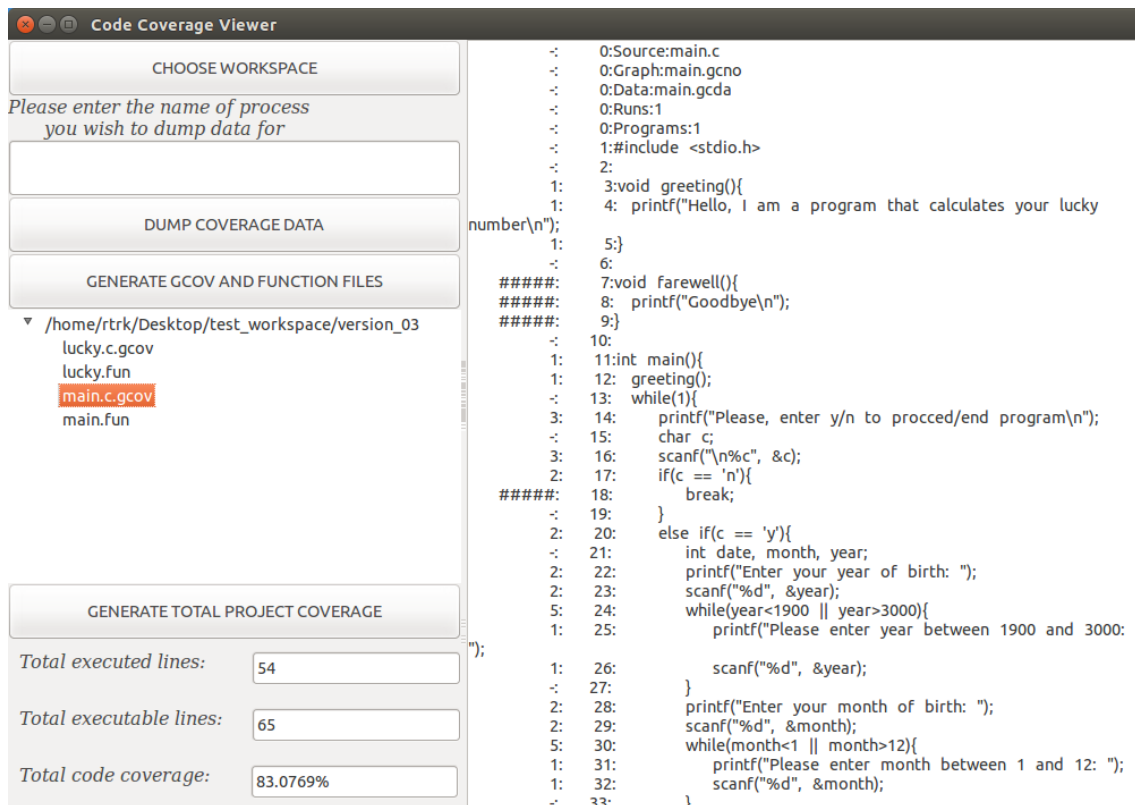 Code Coverage Viewer
CHOOSE WORKSPACE
Please enter the name of process
you wish to dump data for
DUMP COVERAGE DATA
GENERATE GCOV AND FUNCTION FILES
/home/rtrk/Desktop/test_workspace/version_03
lucky.c.gcov
lucky.fun
main.c.gcov
main.fun
GENERATE TOTAL PROJECT COVERAGE
Total executed lines: 54
Total executable lines: 65
Total code coverage: 83.0769%
-: 0:Source:main.c
-: 0:Graph:main.gcno
-: 0:Data:main.gcda
-: 0:Runs:1
-: 0:Programs:1
-: 1:#include <stdio.h>
-: 2:
1: 3:void greeting(){
1: 4: printf("Hello, I am a program that calculates your lucky
number\n");
1: 5:}
-: 6:
#####: 7:void farewell(){
#####: 8: printf("Goodbye\n");
#####: 9:}
-: 10:
1: 11:int main(){
1: 12: greeting();
-: 13: while(1){
3: 14: printf("Please, enter y/n to procced/end program\n");
-: 15: char c;
3: 16: scanf("\n%c", &c);
2: 17: if(c == 'n'){
#####: 18: break;
-: 19: }
2: 20: else if(c == 'y'){
-: 21: int date, month, year;
2: 22: printf("Enter your year of birth: ");
2: 23: scanf("%d", &year);
5: 24: while(year<1900 || year>3000){
1: 25: printf("Please enter year between 1900 and 3000:
");
1: 26: scanf("%d", &year);
-: 27: }
2: 28: printf("Enter your month of birth: ");
2: 29: scanf("%d", &month);
5: 30: while(month<1 || month>12){
1: 31: printf("Please enter month between 1 and 12: ");
1: 32: scanf("%d", &month);
-: 33: }